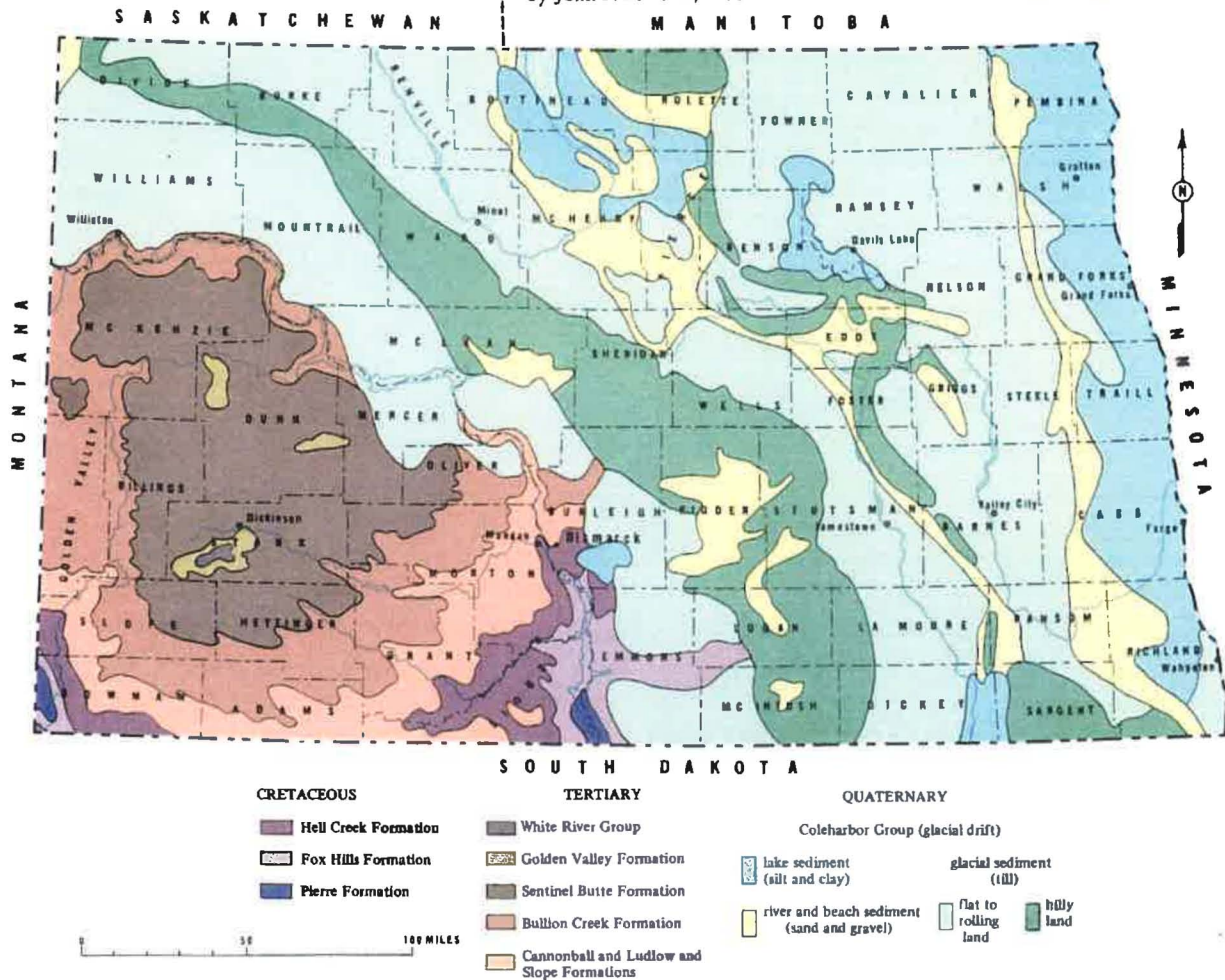 SASKATCHEWAN
MANITOBA
DIVIDE
BURKE
RENVILLE
BOTTINEAU
ROLETTE
TOWNER
CAVALIER
PEMBINA
WILLIAMS
Williston
MOUNTRAIL
WARD
Minot
MCHENRY
PIERCE
BENSON
RAMSEY
Devils Lake
WALSH
Grafton
N
NELSON
GRAND FORKS
Grand Forks
MONTANA
MINNESOTA
MC KENZIE
MCLEAN
SHERIDAN
EDDY
DUNN
MERCER
WELLS
FOSTER
GRIGGS
STEELE
TRAILL
GOLDEN VALLEY
BILLINGS
OLIVER
Dickinson
STARK
BURLEIGH
KIDDER
STUTSMAN
Jamestown
Valley City
BARNES
CASS
Fargo
Mandan
Bismarck
MORTON
SLOPE
HETTINGER
GRANT
EMMONS
LOGAN
LA MOURE
RANSOM
RICHLAND
Wahpeton
BOWMAN
ADAMS
SIOUX
MCINTOSH
DICKEY
SARGENT
SOUTH DAKOTA
CRETACEOUS
Hell Creek Formation
Fox Hills Formation
Pierre Formation
TERTIARY
White River Group
Golden Valley Formation
Sentinel Butte Formation
Bullion Creek Formation
Cannonball and Ludlow and
Slope Formations
QUATERNARY
Coleharbor Group (glacial drift)
lake sediment
(silt and clay)
glacial sediment
(till)
river and beach sediment
(sand and gravel)
flat to
rolling
land
hilly
land
0 50 100 MILES